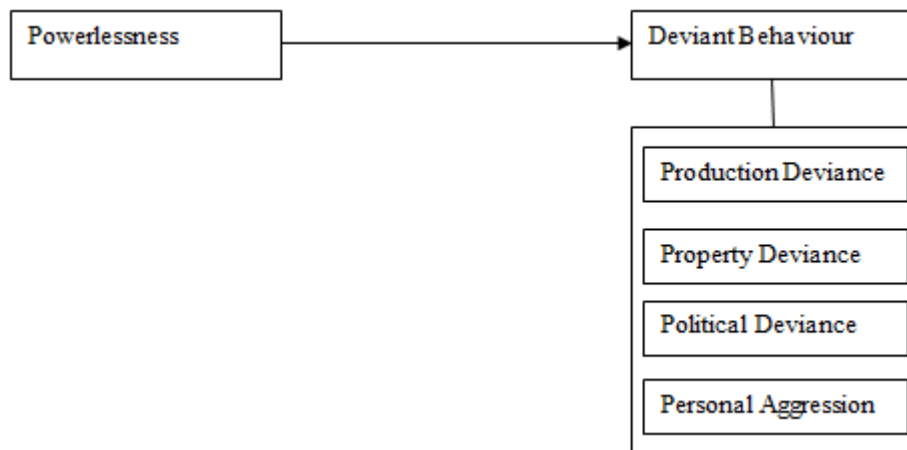 Powerlessness
Deviant Behaviour
Production Deviance
Property Deviance
Political Deviance
Personal Aggression